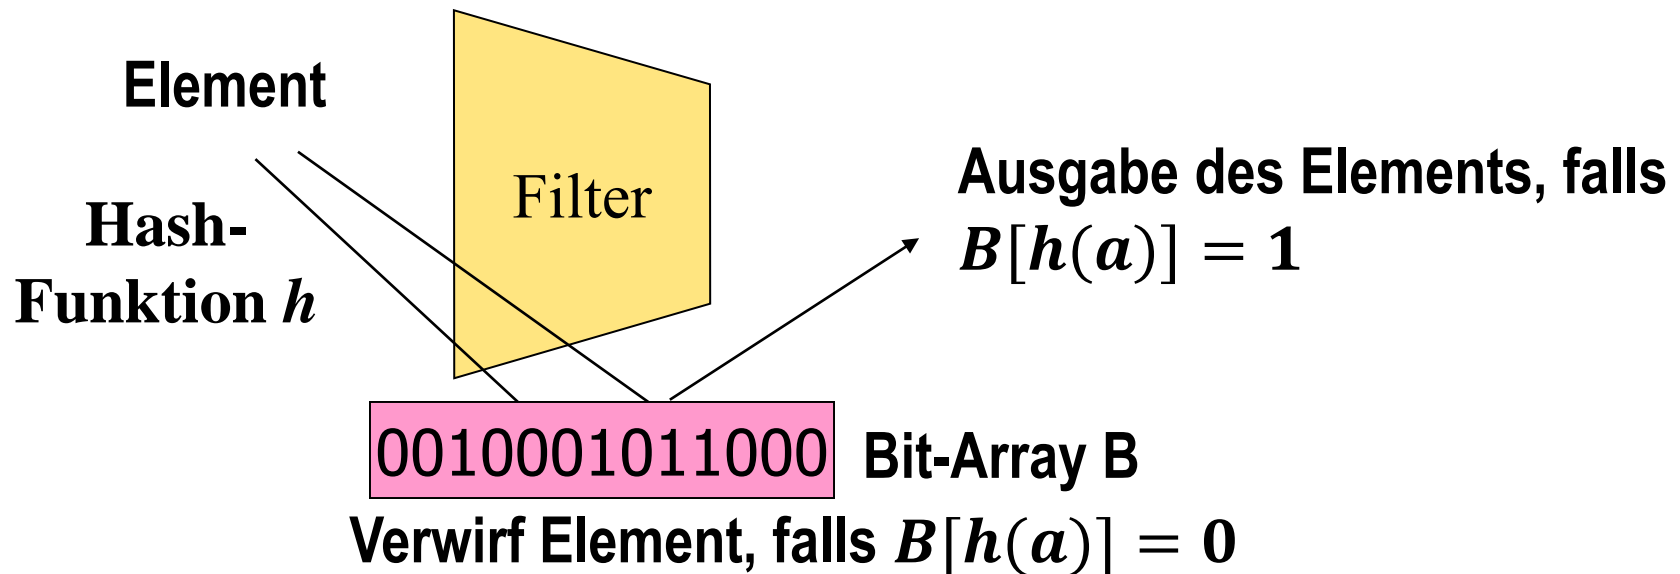 Element
Filter
Hash-
Funktion h
Ausgabe des Elements, falls
B[h(a)] = 1
0010001011000
Bit-Array B
Verwirf Element, falls B[h(a)] = 0